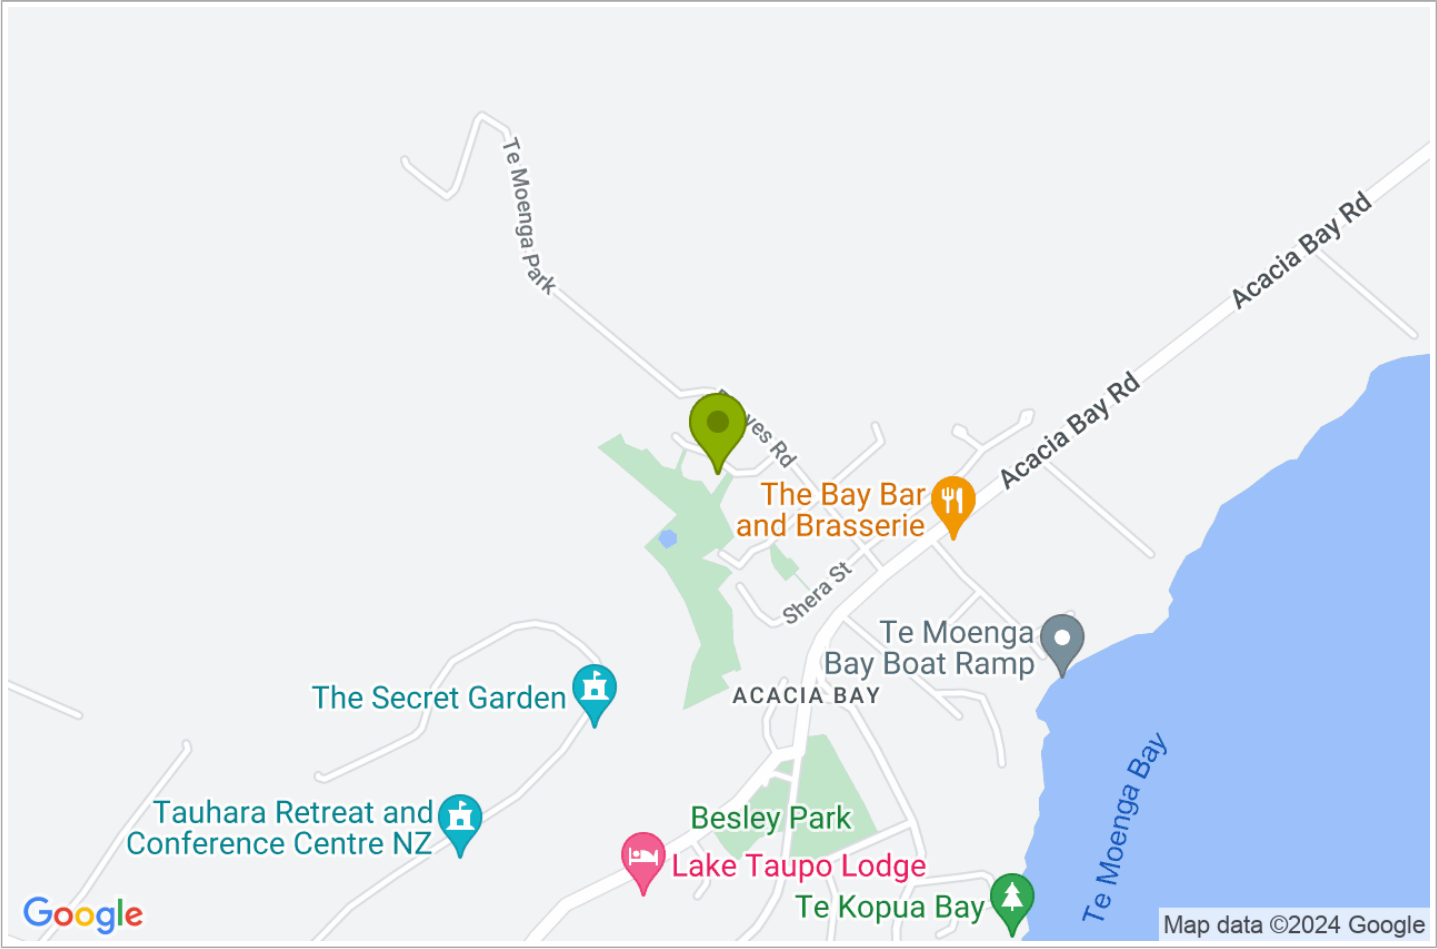 Te Moenga Park
Acacia Bay Rd
Acacia Bay Rd
Rd
The Bay Bar
and Brasserie
Shera St
Te Moenga
Bay Boat Ramp
The Secret Garden
ACACIA BAY
Te Moenga Bay
Tauhara Retreat and
Conference Centre NZ
Besley Park
Lake Taupo Lodge
Te Kopua Bay
Google
Map data ©2024 Google